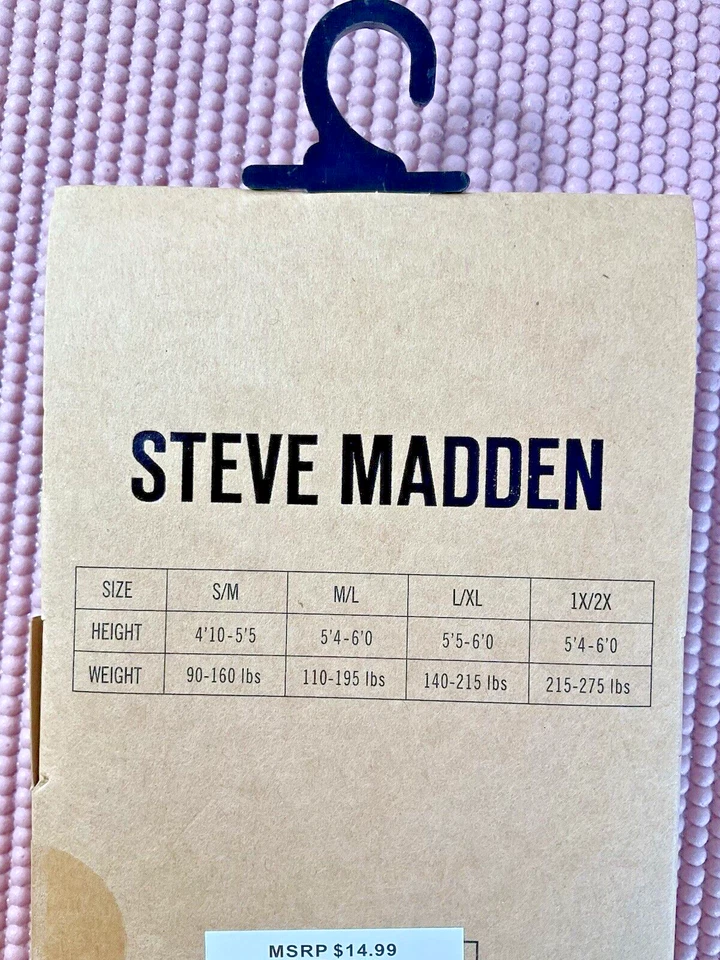 STEVE MADDEN
SIZE S/M M/L L/XL 1X/2X
HEIGHT 4'10-5'5 5'4-6'0 5'5-6'0 5'4-6'0
WEIGHT 90-160 lbs 110-195 lbs 140-215 lbs 215-275 lbs
MSRP $14.99